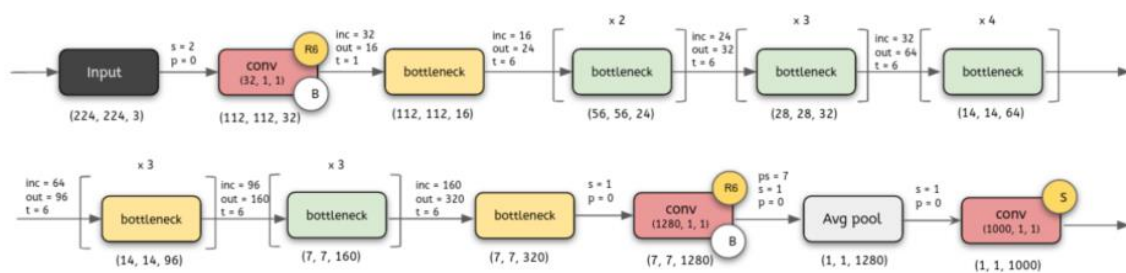 x 2
x 3
x 4
s = 2
p = 0
inc = 32
out = 16
t = 1
inc = 16
out = 24
t = 6
inc = 24
out = 32
t = 6
inc = 32
out = 64
t = 6
Input
conv
(32, 1, 1)
R6
B
bottleneck
bottleneck
bottleneck
bottleneck
(224, 224, 3)
(112, 112, 32)
(112, 112, 16)
(56, 56, 24)
(28, 28, 32)
(14, 14, 64)
x 3
x 3
inc = 64
out = 96
t = 6
inc = 96
out = 160
t = 6
inc = 160
out = 320
t = 6
s = 1
p = 0
ps = 7
s = 1
p = 0
s = 1
p = 0
bottleneck
bottleneck
bottleneck
conv
(1280, 1, 1)
R6
B
Avg pool
conv
(1000, 1, 1)
S
(14, 14, 96)
(7, 7, 160)
(7, 7, 320)
(7, 7, 1280)
(1, 1, 1280)
(1, 1, 1000)